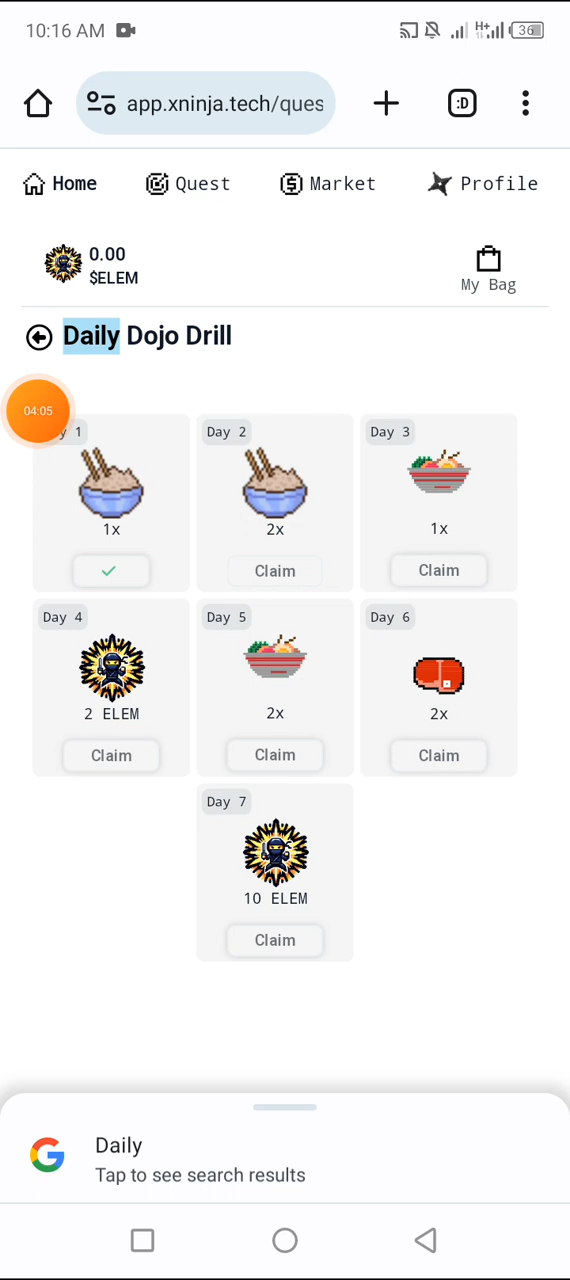 10:16 AM
H+
36
app.xninja.tech/ques
:D
Home
Quest
Market
Profile
0.00
$ELEM
My Bag
Daily Dojo Drill
04:05
y 1
Day 2
Day 3
1x
2x
1x
Claim
Claim
Day 4
Day 5
Day 6
2 ELEM
2x
2x
Claim
Claim
Claim
Day 7
10 ELEM
Claim
Daily
Tap to see search results